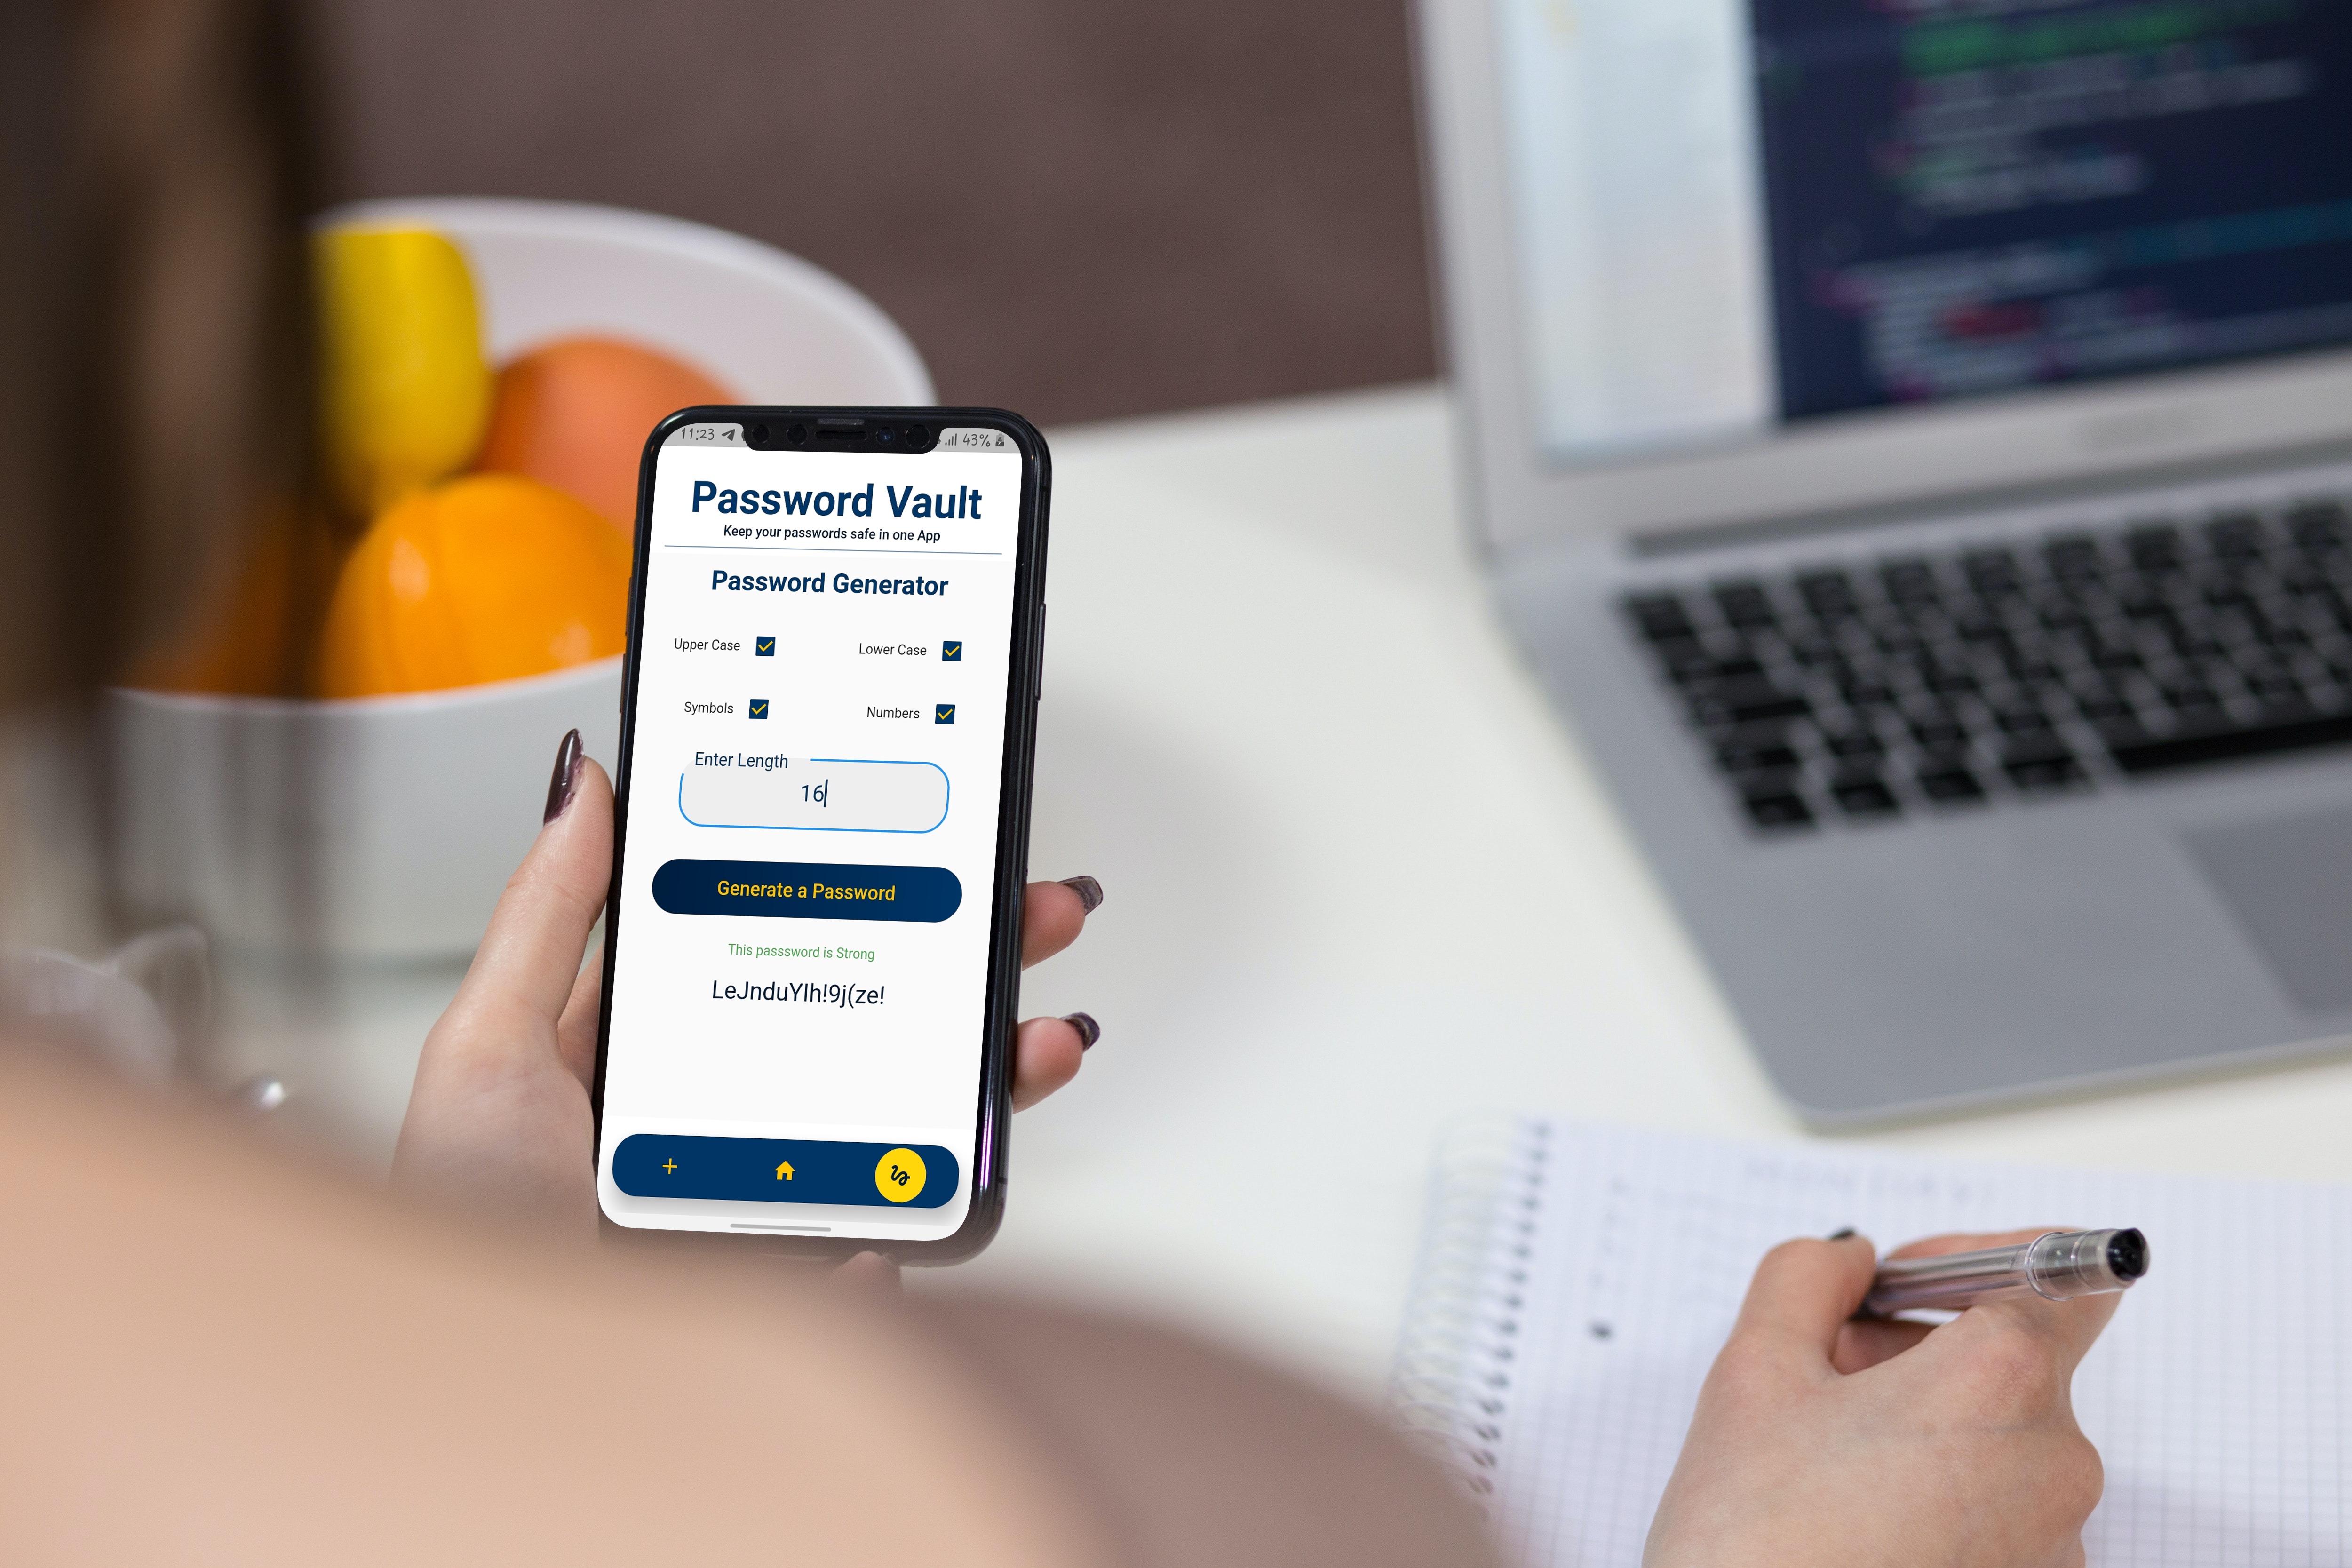 11:23 43%
Password Vault
Keep your passwords safe in one App
Password Generator
Upper Case Lower Case
Symbols Numbers
Enter Length
16
Generate a Password
This passsword is Strong
LeJnduYIh!9j(ze!